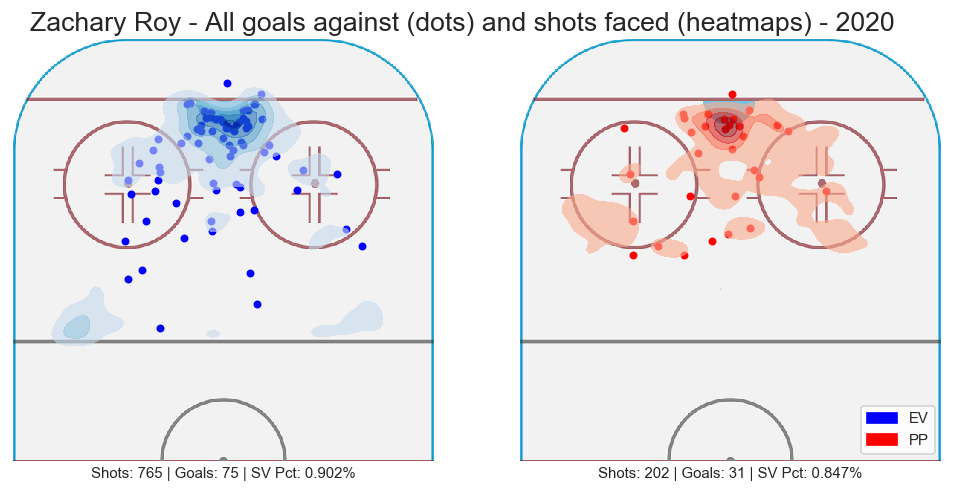 Zachary Roy - All goals against (dots) and shots faced (heatmaps) - 2020
EV
PP
Shots: 765 | Goals: 75 | SV Pct: 0.902%
Shots: 202 | Goals: 31 | SV Pct: 0.847%